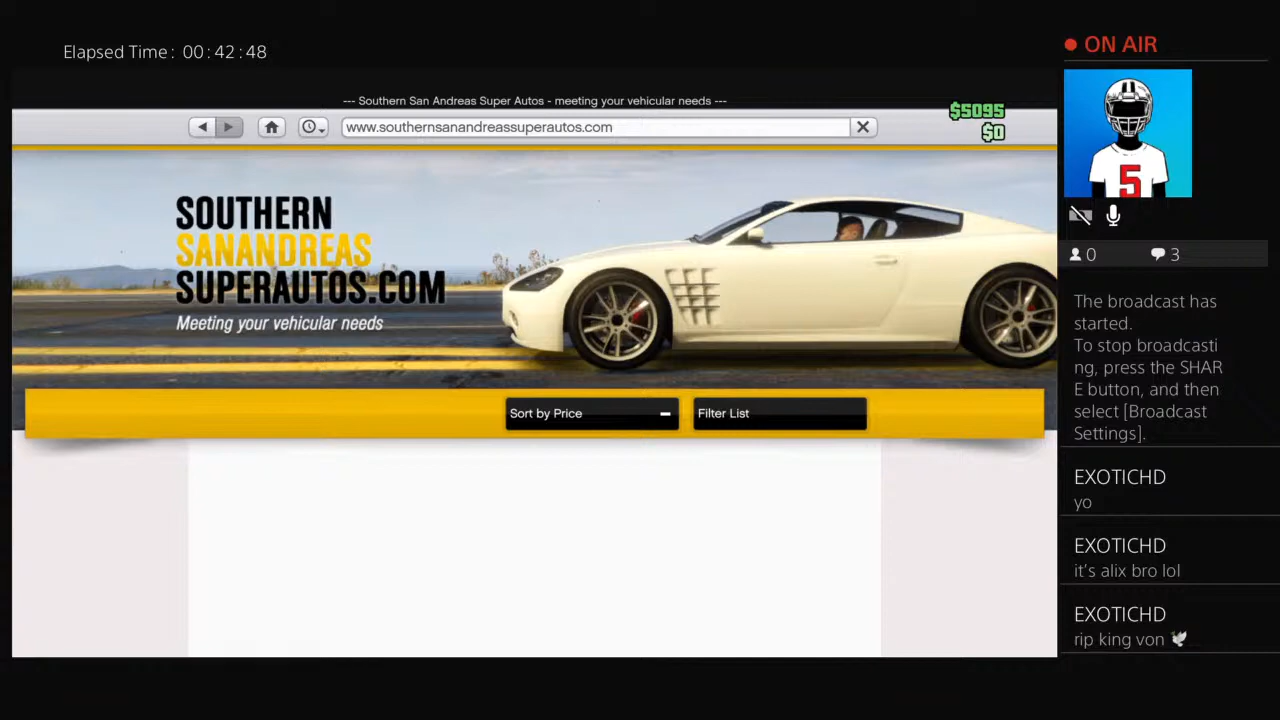 Elapsed Time: 00:42:48
ON AIR
--- Southern San Andreas Super Autos - meeting your vehicular needs ---
$5095
www.southernsanandreassuperautos.com
$0
SOUTHERN
SANANDREAS
SUPERAUTOS.COM
Meeting your vehicular needs
5
0
3
Sort by Price
Filter List
The broadcast has
started.
To stop broadcasti
ng, press the SHAR
E button, and then
select [Broadcast
Settings].
EXOTICHD
yo
EXOTICHD
it's alix bro lol
EXOTICHD
rip king von 🕊